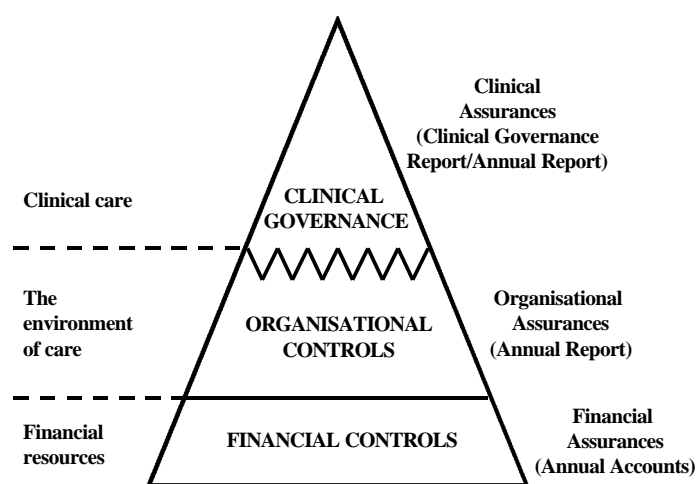 Clinical
Assurances
(Clinical Governance
Report/Annual Report)
Clinical care
CLINICAL
GOVERNANCE
The
environment
of care
ORGANISATIONAL
CONTROLS
Organisational
Assurances
(Annual Report)
Financial
resources
FINANCIAL CONTROLS
Financial
Assurances
(Annual Accounts)